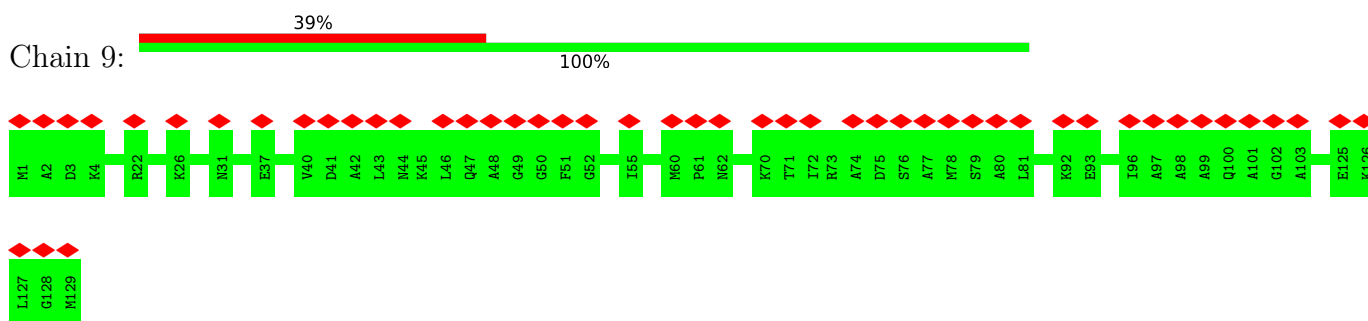 39%
Chain 9:
100%
M1 A2 D3 K4 R22 K26 N31 E37 V40 D41 A42 L43 N44 K45 L46 Q47 A48 G49 G50 F51 G52 I55 M60 P61 N62 K70 T71 I72 R73 A74 D75 S76 A77 M78 S79 A80 L81 K92 E93 I96 A97 A98 A99 Q100 A101 G102 A103 E125 K126
L127 G128 M129